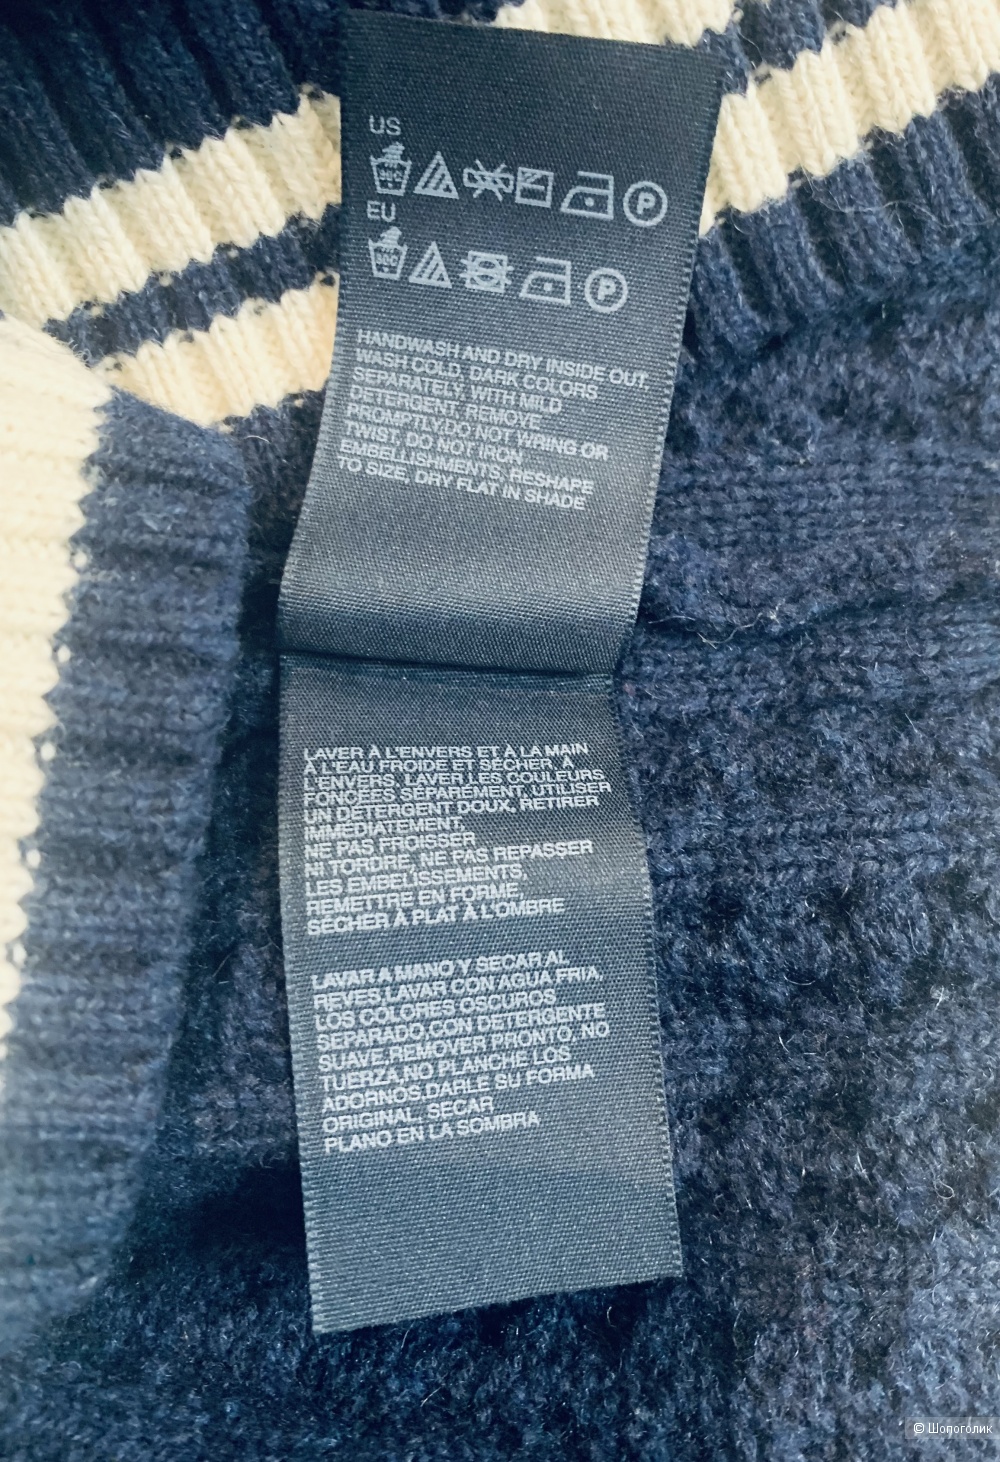 US
30C
P
EU
30C
P
HANDWASH AND DRY INSIDE OUT,
WASH COLD, DARK COLORS
SEPARATELY, WITH MILD
DETERGENT, REMOVE
PROMPTLY,DO NOT WRING OR
TWIST, DO NOT IRON
EMBELLISHMENTS, RESHAPE
TO SIZE, DRY FLAT IN SHADE
LAVER À L'ENVERS ET À LA MAIN
À L'EAU FROIDE ET SÉCHER, À
L'ENVERS, LAVER LES COULEURS
FONCÉES, SÉPARÉMENT, UTILISER
UN DÉTERGENT DOUX, RETIRER
IMMÉDIATEMENT,
NE PAS FROISSER
NI TORDRE, NE PAS REPASSER
LES EMBELISSEMENTS,
REMETTRE EN FORME,
SÉCHER À PLAT À L'OMBRE
LAVAR A MANO Y SECAR AL
REVES,LAVAR CON AGUA FRIA,
LOS COLORES OSCUROS
SEPARADO,CON DETERGENTE
SUAVE,REMOVER PRONTO, NO
TUERZA,NO PLANCHE LOS
ADORNOS,DARLE SU FORMA
ORIGINAL, SECAR
PLANO EN LA SOMBRA
© Шопоголик